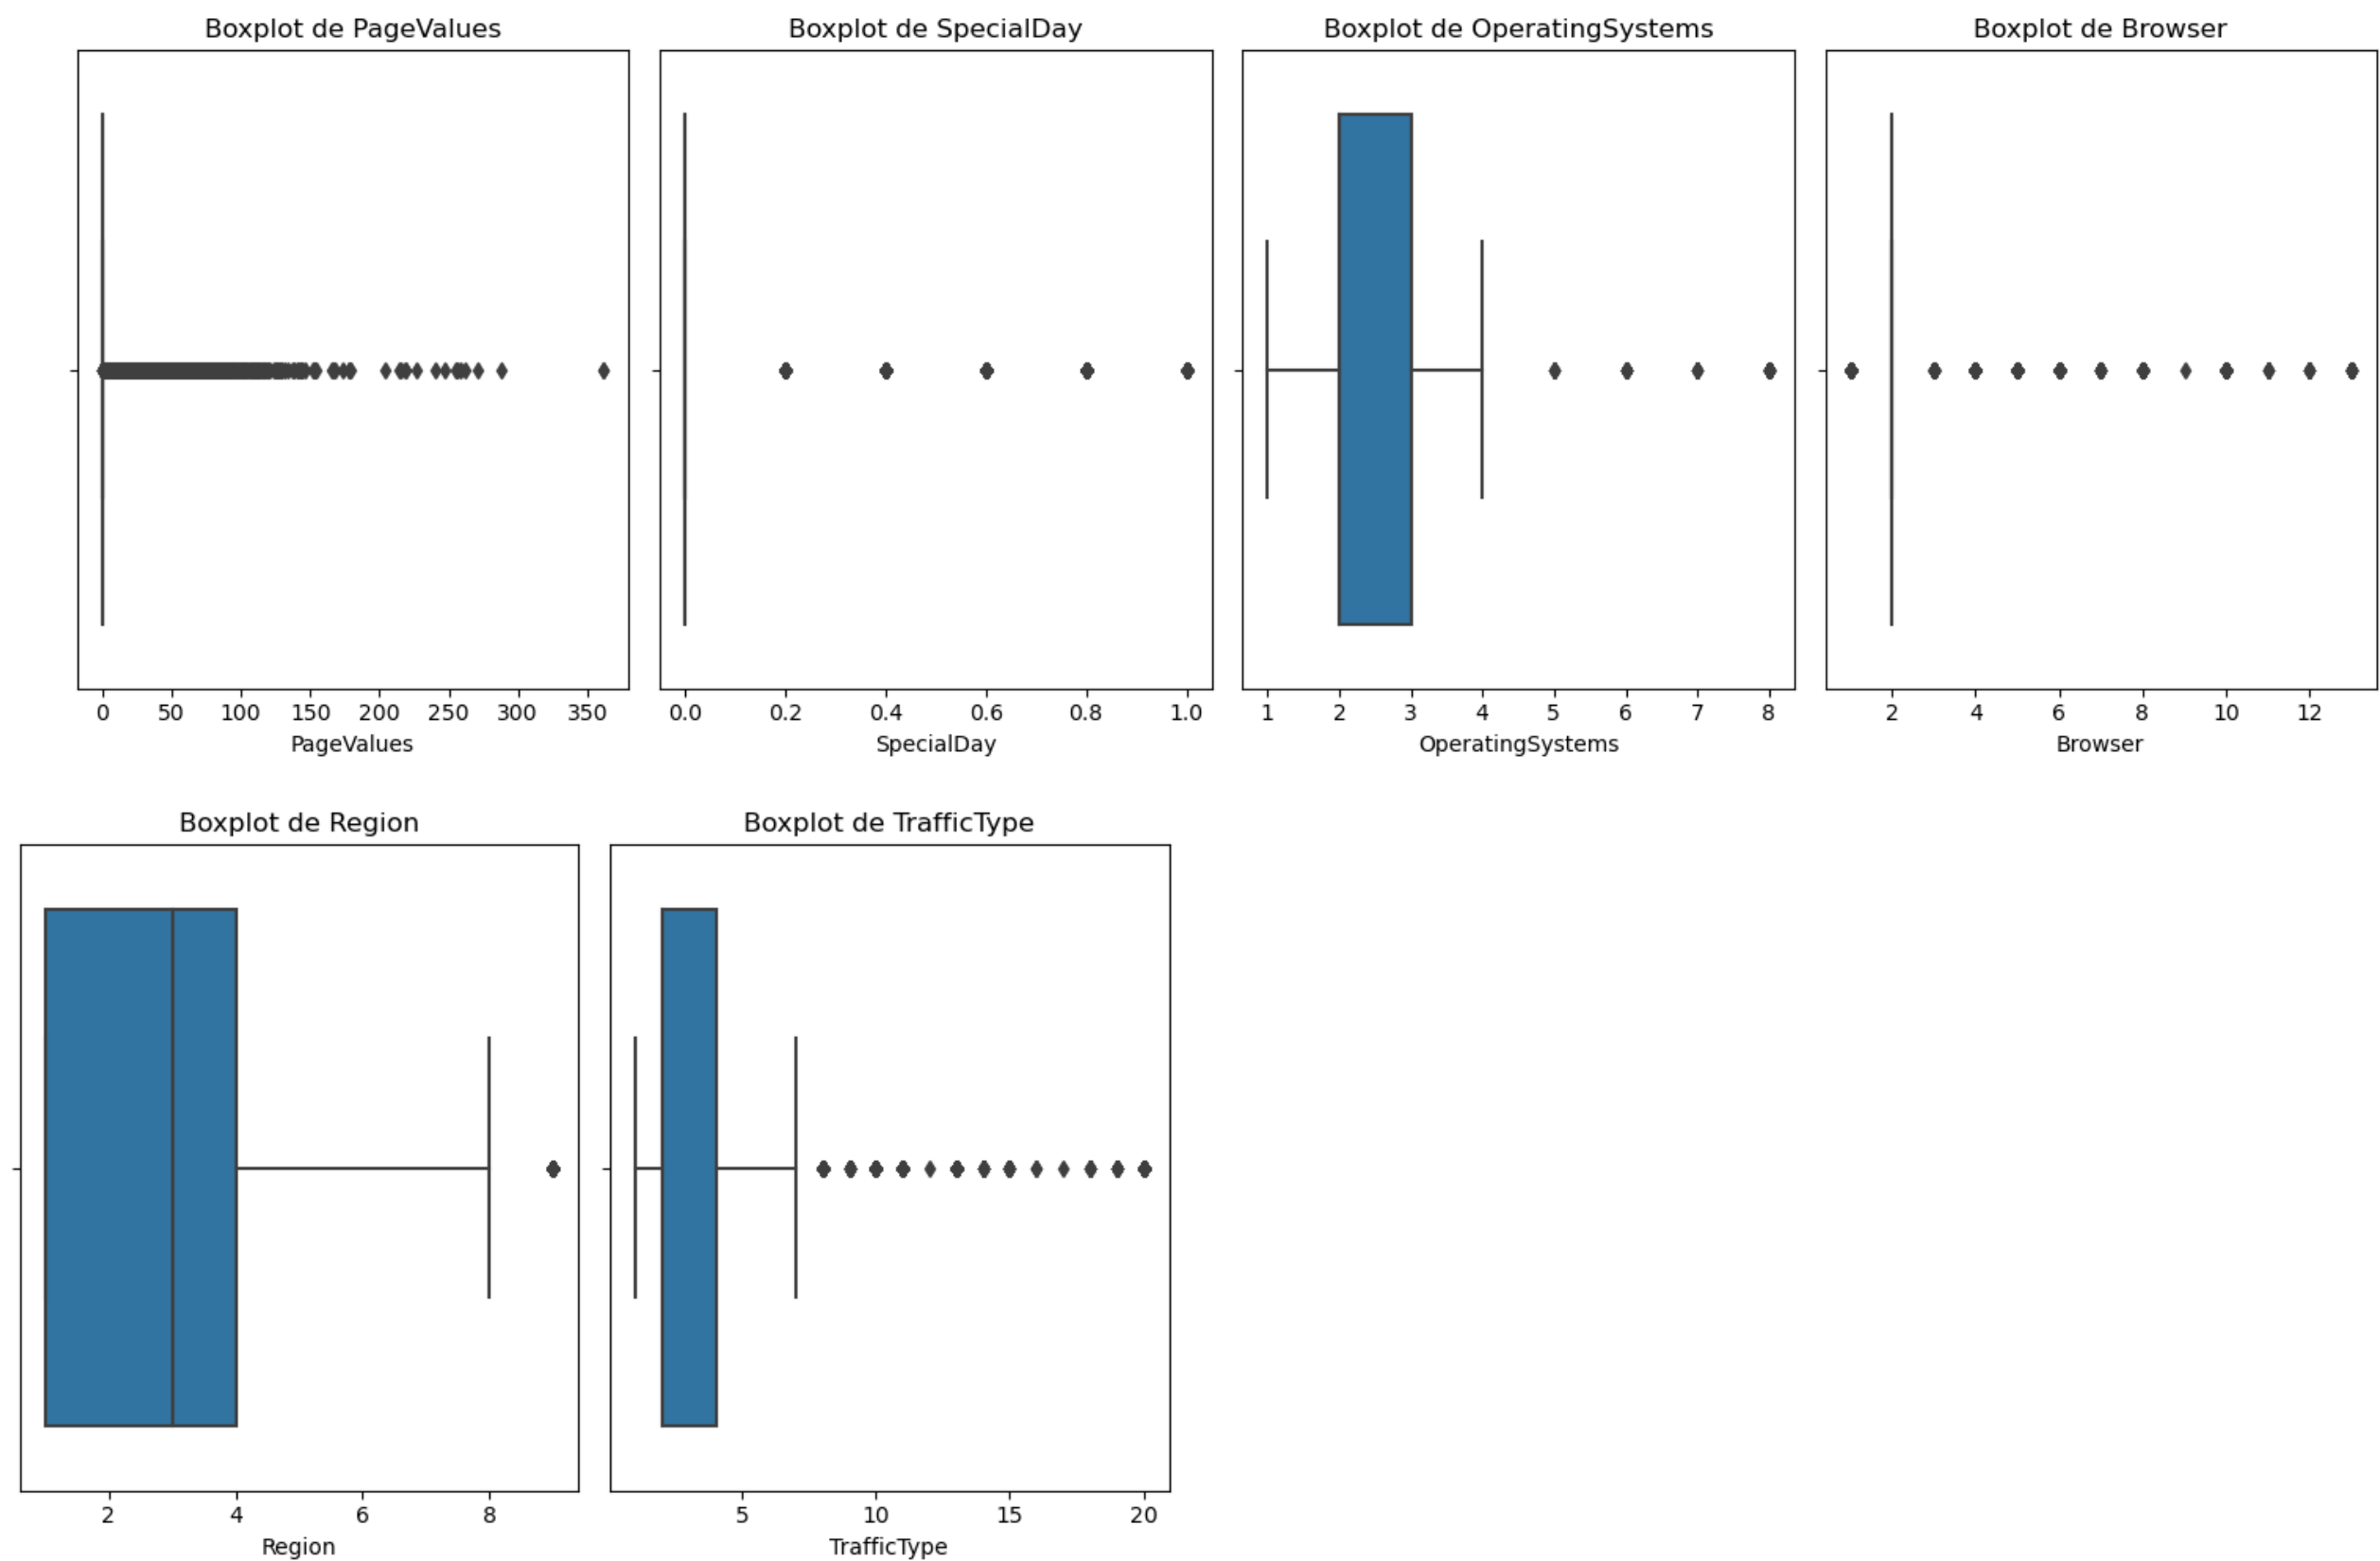 Boxplot de PageValues
Boxplot de SpecialDay
Boxplot de OperatingSystems
Boxplot de Browser
0 50 100 150 200 250 300 350
0.0 0.2 0.4 0.6 0.8 1.0
1 2 3 4 5 6 7 8
2 4 6 8 10 12
PageValues
SpecialDay
OperatingSystems
Browser
Boxplot de Region
Boxplot de TrafficType
2 4 6 8
5 10 15 20
Region
TrafficType